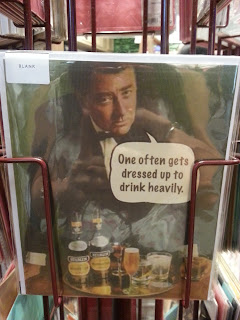 BLANK
One often gets
dressed up to
drink heavily.